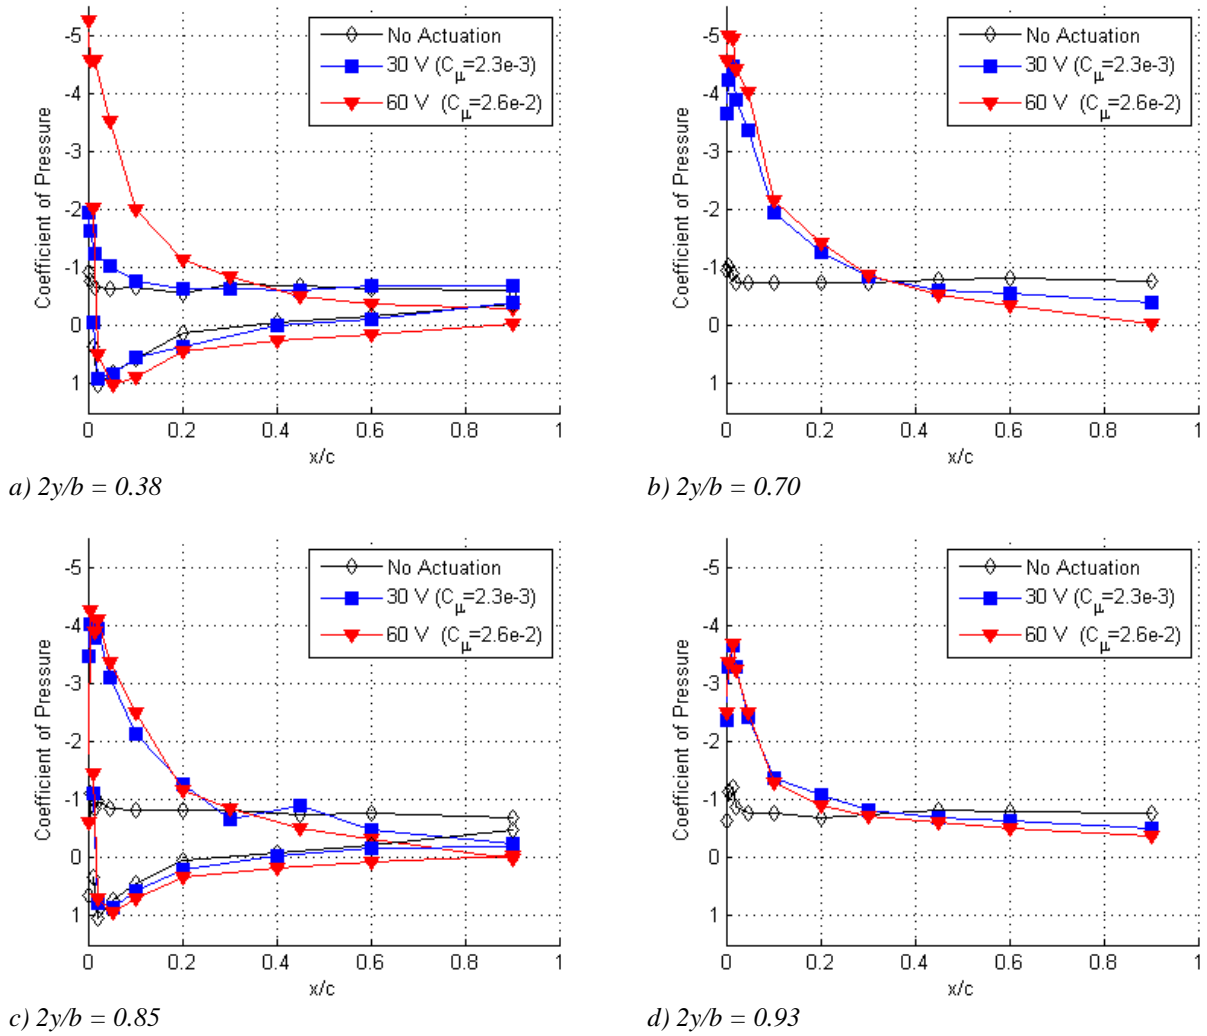 No Actuation
30 V (Cμ=2.3e-3)
60 V (Cμ=2.6e-2)
Coefficient of Pressure
-5
-4
-3
-2
-1
0
1
0 0.2 0.4 0.6 0.8 1
x/c
a) 2y/b = 0.38
No Actuation
30 V (Cμ=2.3e-3)
60 V (Cμ=2.6e-2)
Coefficient of Pressure
-5
-4
-3
-2
-1
0
1
0 0.2 0.4 0.6 0.8 1
x/c
b) 2y/b = 0.70
No Actuation
30 V (Cμ=2.3e-3)
60 V (Cμ=2.6e-2)
Coefficient of Pressure
-5
-4
-3
-2
-1
0
1
0 0.2 0.4 0.6 0.8 1
x/c
c) 2y/b = 0.85
No Actuation
30 V (Cμ=2.3e-3)
60 V (Cμ=2.6e-2)
Coefficient of Pressure
-5
-4
-3
-2
-1
0
1
0 0.2 0.4 0.6 0.8 1
x/c
d) 2y/b = 0.93